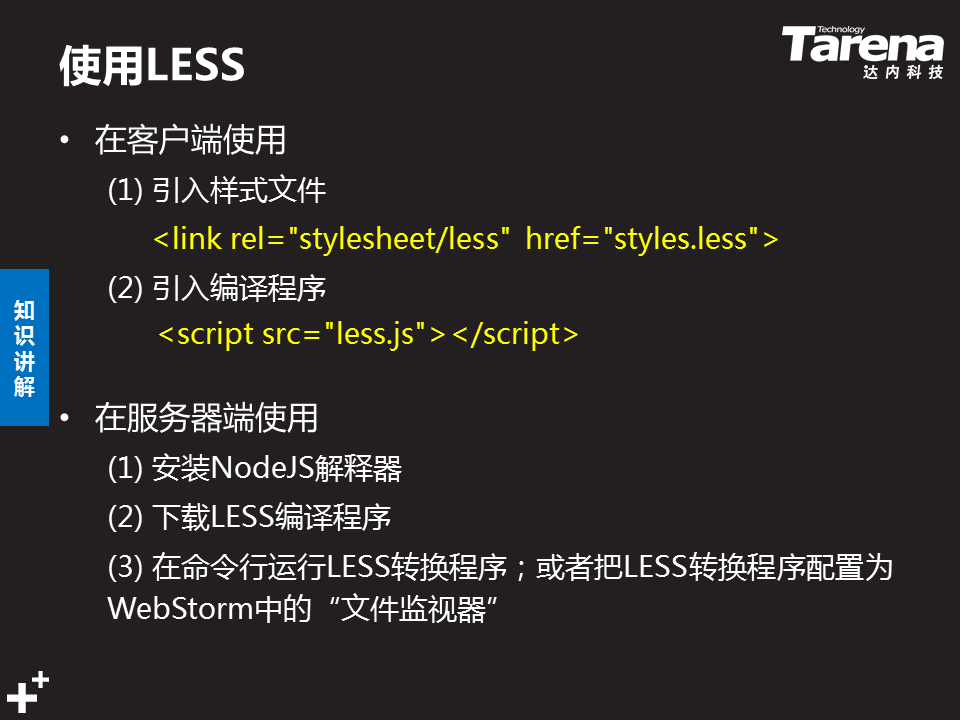 使用LESS
Technology
Tarena
达内科技
• 在客户端使用
(1) 引入样式文件
<link rel="stylesheet/less" href="styles.less">
(2) 引入编译程序
<script src="less.js"></script>
知识讲解
• 在服务器端使用
(1) 安装NodeJS解释器
(2) 下载LESS编译程序
(3) 在命令行运行LESS转换程序；或者把LESS转换程序配置为
WebStorm中的“文件监视器”